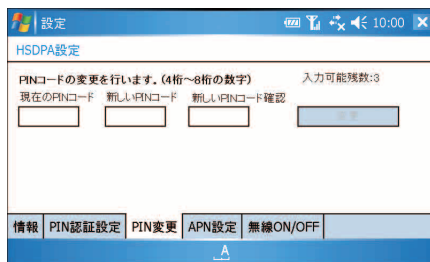 設定 10:00
HSDPA設定
PINコードの変更を行います。(4桁～8桁の数字) 入力可能残数:3
現在のPINコード 新しいPINコード 新しいPINコード確認
変更
情報 PIN認証設定 PIN変更 APN設定 無線ON/OFF
A